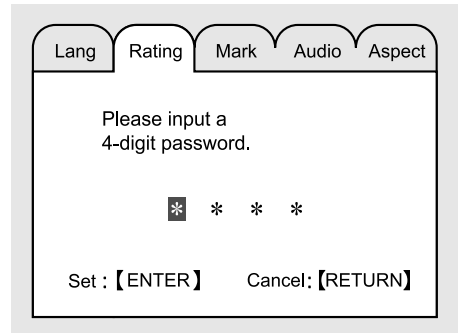 Lang Rating Mark Audio Aspect
Please input a
4-digit password.
* * * *
Set :【ENTER】 Cancel:【RETURN】